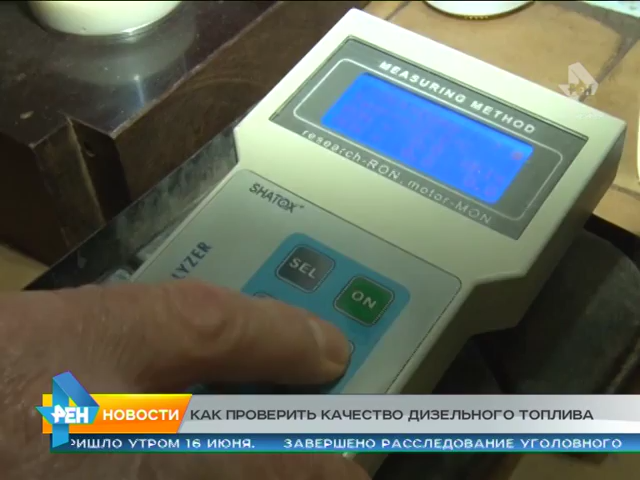 MEASURING METHOD
research-RON, motor-MON
SHATOX®
LYZER
SEL
ON
РЕН НОВОСТИ КАК ПРОВЕРИТЬ КАЧЕСТВО ДИЗЕЛЬНОГО ТОПЛИВА
РИШЛО УТРОМ 16 ИЮНЯ. ЗАВЕРШЕНО РАССЛЕДОВАНИЕ УГОЛОВНОГО